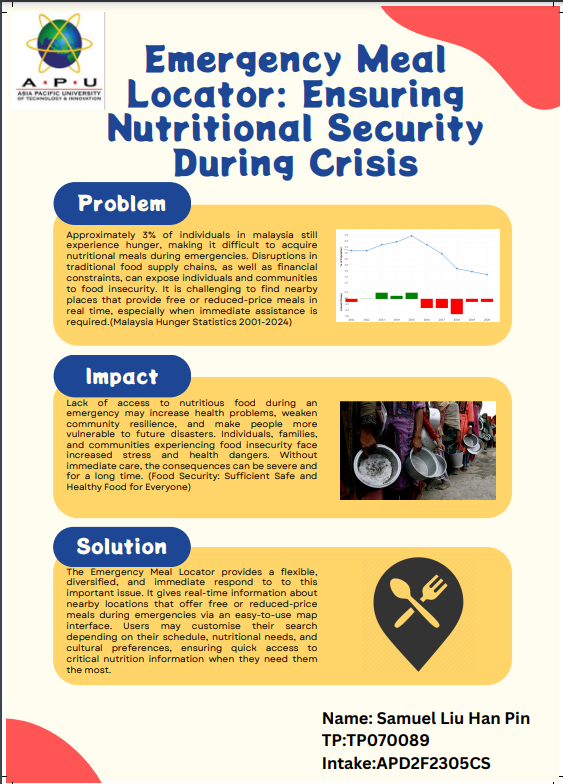 A · P · U
ASIA PACIFIC UNIVERSITY
OF TECHNOLOGY & INNOVATION
Emergency Meal
Locator: Ensuring
Nutritional Security
During Crisis
Problem
Approximately 3% of individuals in malaysia still
experience hunger, making it difficult to acquire
nutritional meals during emergencies. Disruptions in
traditional food supply chains, as well as financial
constraints, can expose individuals and communities
to food insecurity. It is challenging to find nearby
places that provide free or reduced-price meals in
real time, especially when immediate assistance is
required.(Malaysia Hunger Statistics 2001-2024)
Impact
Lack of access to nutritious food during an
emergency may increase health problems, weaken
community resilience, and make people more
vulnerable to future disasters. Individuals, families,
and communities experiencing food insecurity face
increased stress and health dangers. Without
immediate care, the consequences can be severe and
for a long time. (Food Security: Sufficient Safe and
Healthy Food for Everyone)
Solution
The Emergency Meal Locator provides a flexible,
diversified, and immediate respond to to this
important issue. It gives real-time information about
nearby locations that offer free or reduced-price
meals during emergencies via an easy-to-use map
interface. Users may customise their search
depending on their schedule, nutritional needs, and
cultural preferences, ensuring quick access to
critical nutrition information when they need them
the most.
Name: Samuel Liu Han Pin
TP:TP070089
Intake:APD2F2305CS